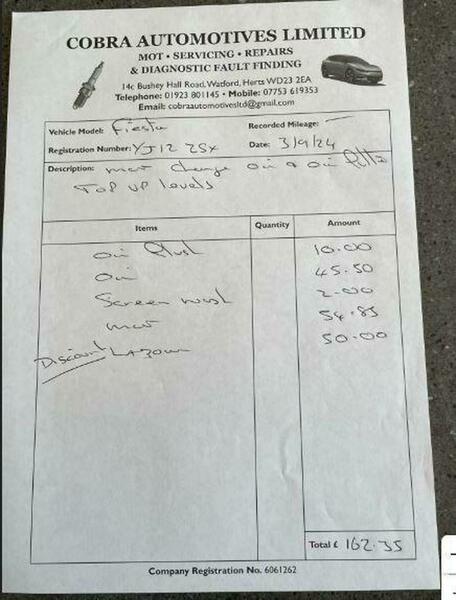 COBRA AUTOMOTIVES LIMITED
MOT • SERVICING • REPAIRS
& DIAGNOSTIC FAULT FINDING
14c Bushey Hall Road, Watford, Herts WD23 2EA
Telephone: 01923 801145 • Mobile: 07753 619353
Email: cobraautomotivesltd@gmail.com
Vehicle Model: Fiesta Recorded Mileage: —
Registration Number: YJ12 ZSX Date: 3/9/24
Description: MOT change oil & oil filter
Top up levels
Items Quantity Amount
Oil flush 10.00
Oil 45.50
Screen wash 2.00
MOT 54.85
Discount Labour 50.00
Total £ 162.35
Company Registration No. 6061262